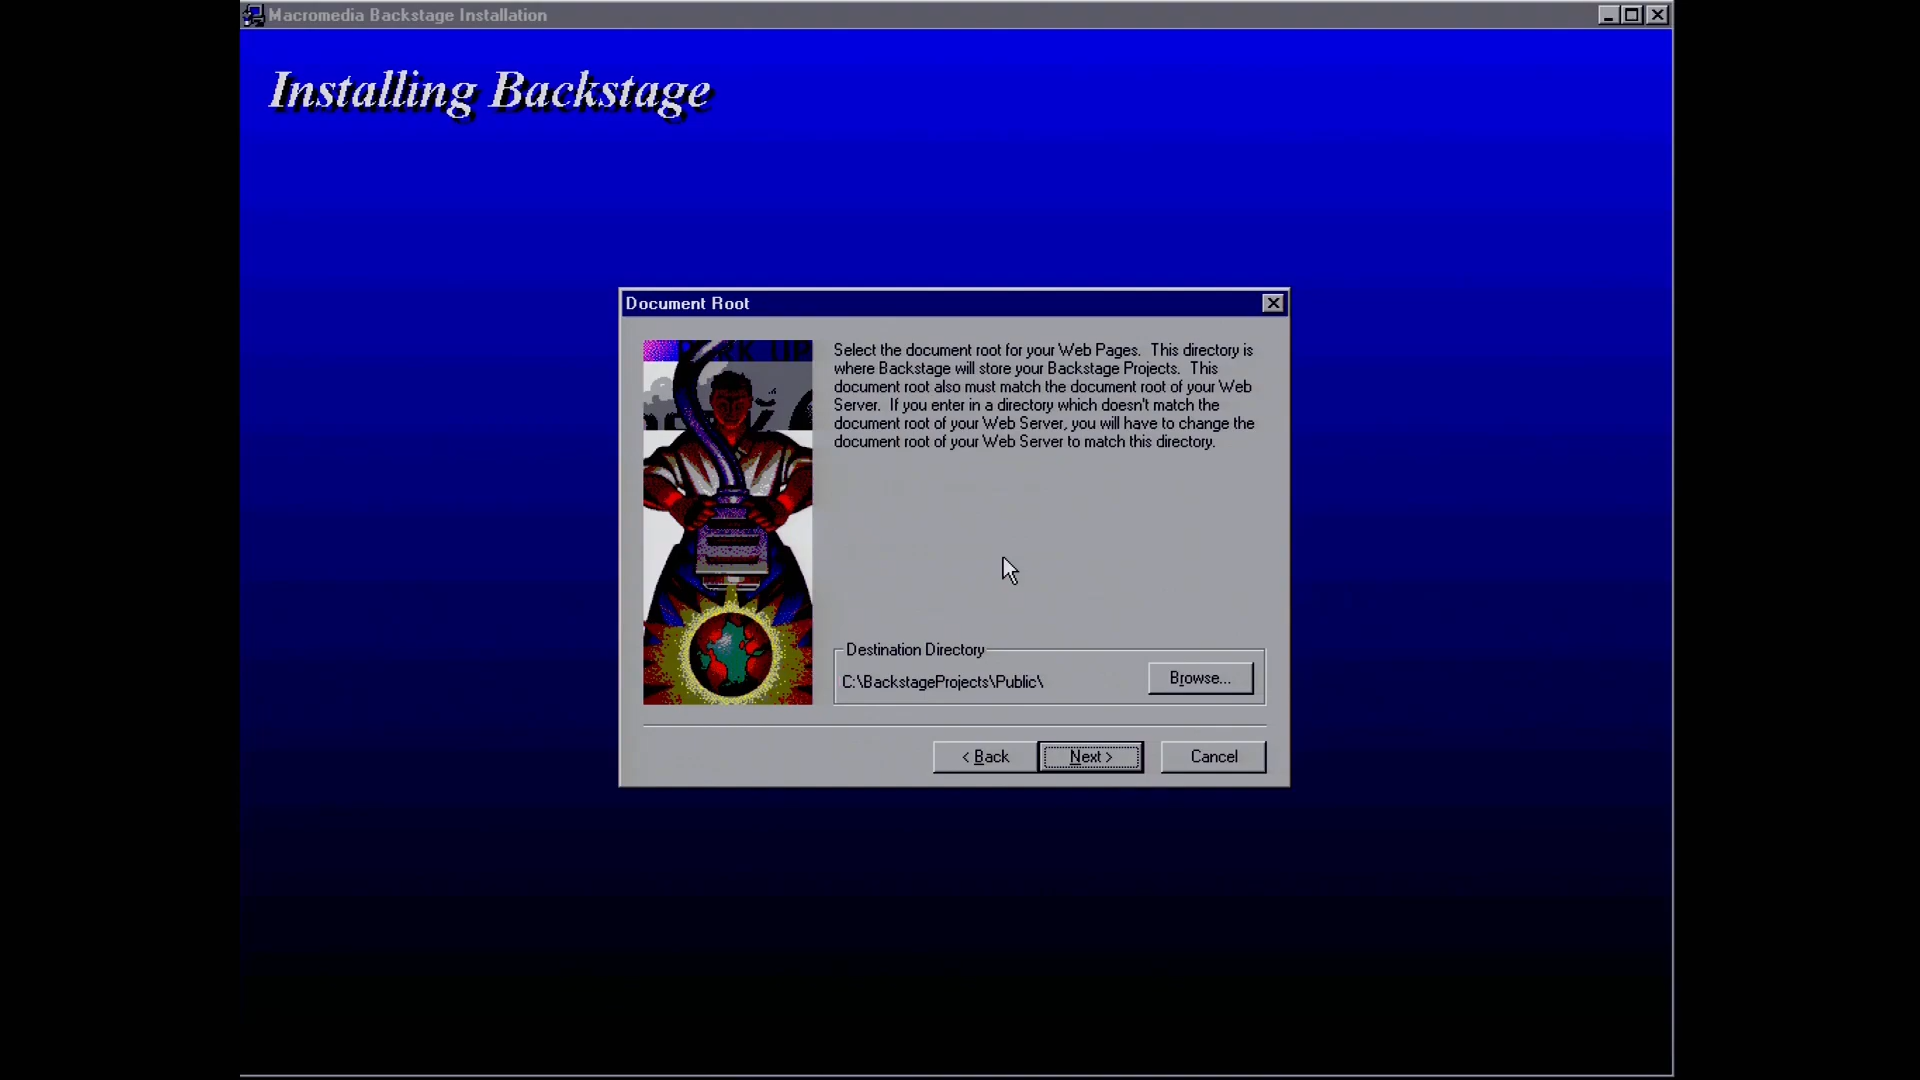 Macromedia Backstage Installation
Installing Backstage
Document Root
Select the document root for your Web Pages.  This directory is
where Backstage will store your Backstage Projects.  This
document root also must match the document root of your Web
Server.  If you enter in a directory which doesn't match the
document root of your Web Server, you will have to change the
document root of your Web Server to match this directory.
Destination Directory
C:\BackstageProjects\Public\
Browse...
< Back
Next >
Cancel